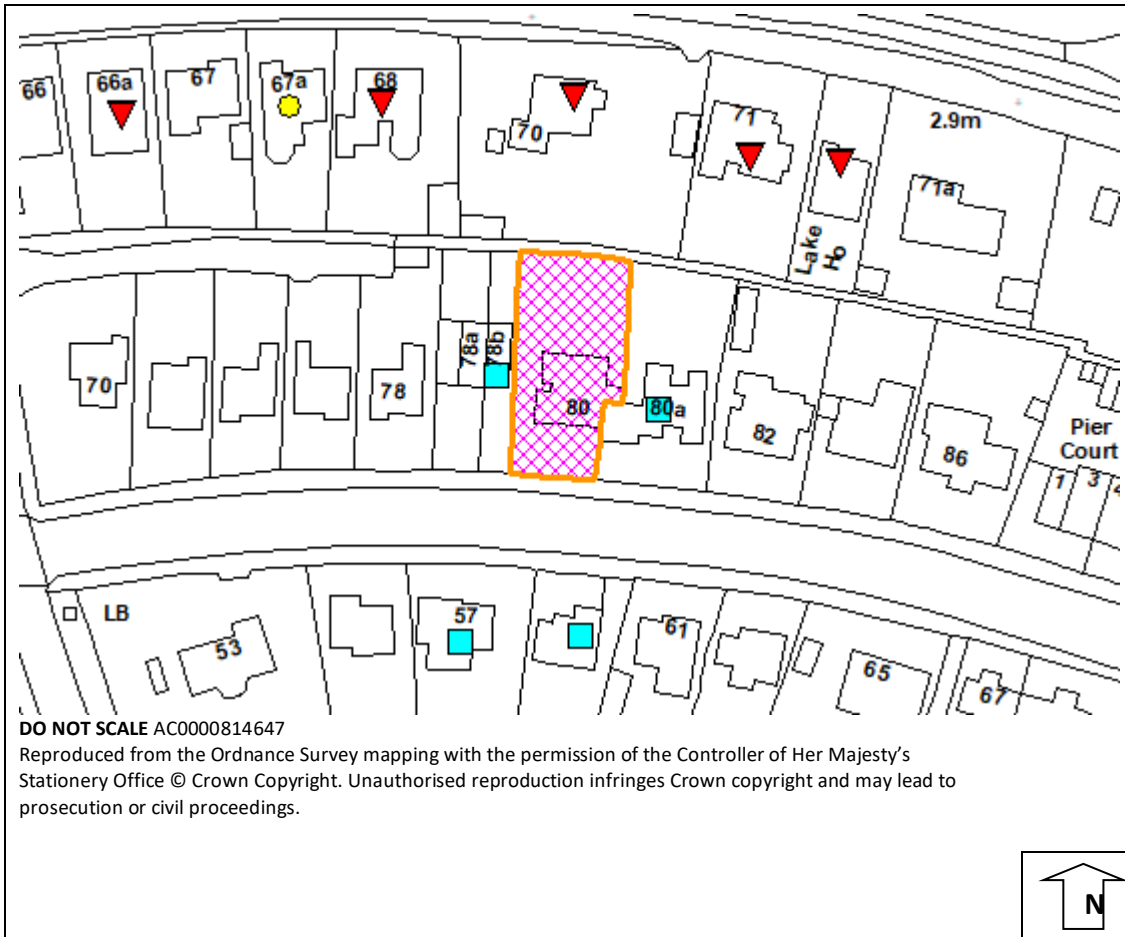 66
66a
67
67a
68
70
71
2.9m
71a
Lake
Ho
70
78
78a
78b
80
80a
82
86
Pier
Court
1
3
LB
53
57
61
65
67
DO NOT SCALE AC0000814647
Reproduced from the Ordnance Survey mapping with the permission of the Controller of Her Majesty's
Stationery Office © Crown Copyright. Unauthorised reproduction infringes Crown copyright and may lead to
prosecution or civil proceedings.
N